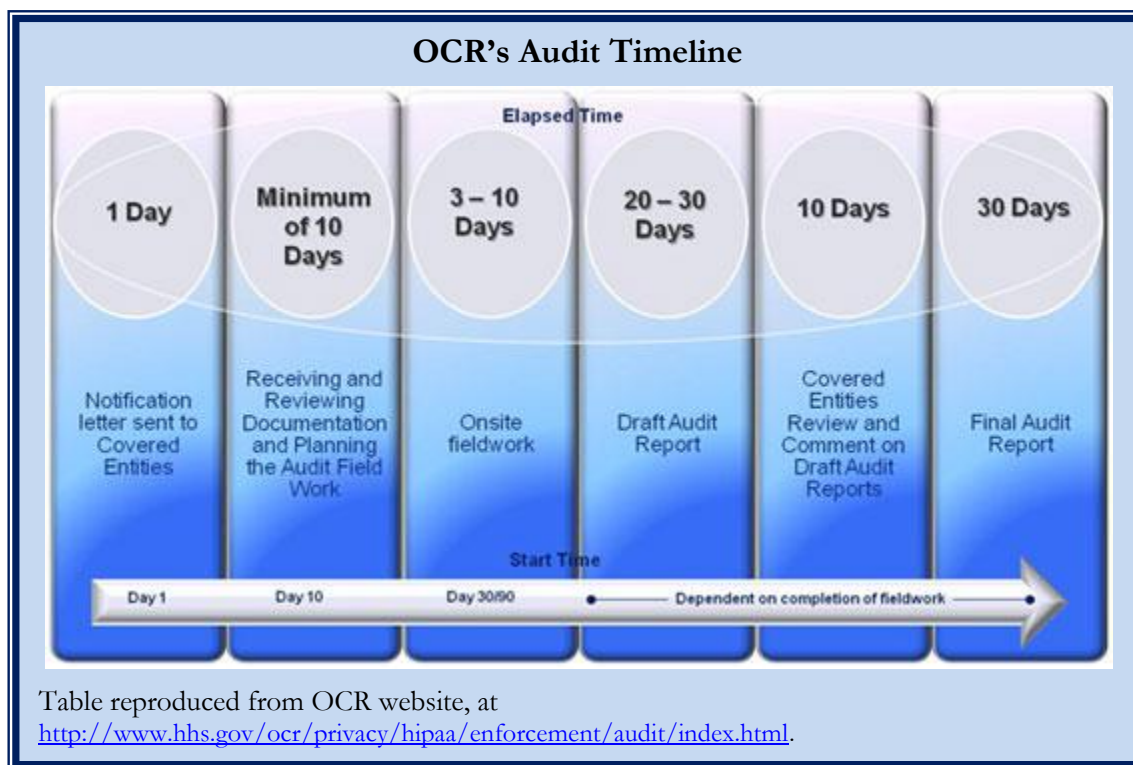 OCR’s Audit Timeline
Elapsed Time
1 Day
Minimum
of 10
Days
3 – 10
Days
20 – 30
Days
10 Days
30 Days
Notification
letter sent to
Covered
Entities
Receiving and
Reviewing
Documentation
and Planning
the Audit Field
Work
Onsite
fieldwork
Draft Audit
Report
Covered
Entities
Review and
Comment on
Draft Audit
Reports
Final Audit
Report
Start Time
Day 1
Day 10
Day 30/90
Dependent on completion of fieldwork
Table reproduced from OCR website, at
http://www.hhs.gov/ocr/privacy/hipaa/enforcement/audit/index.html.